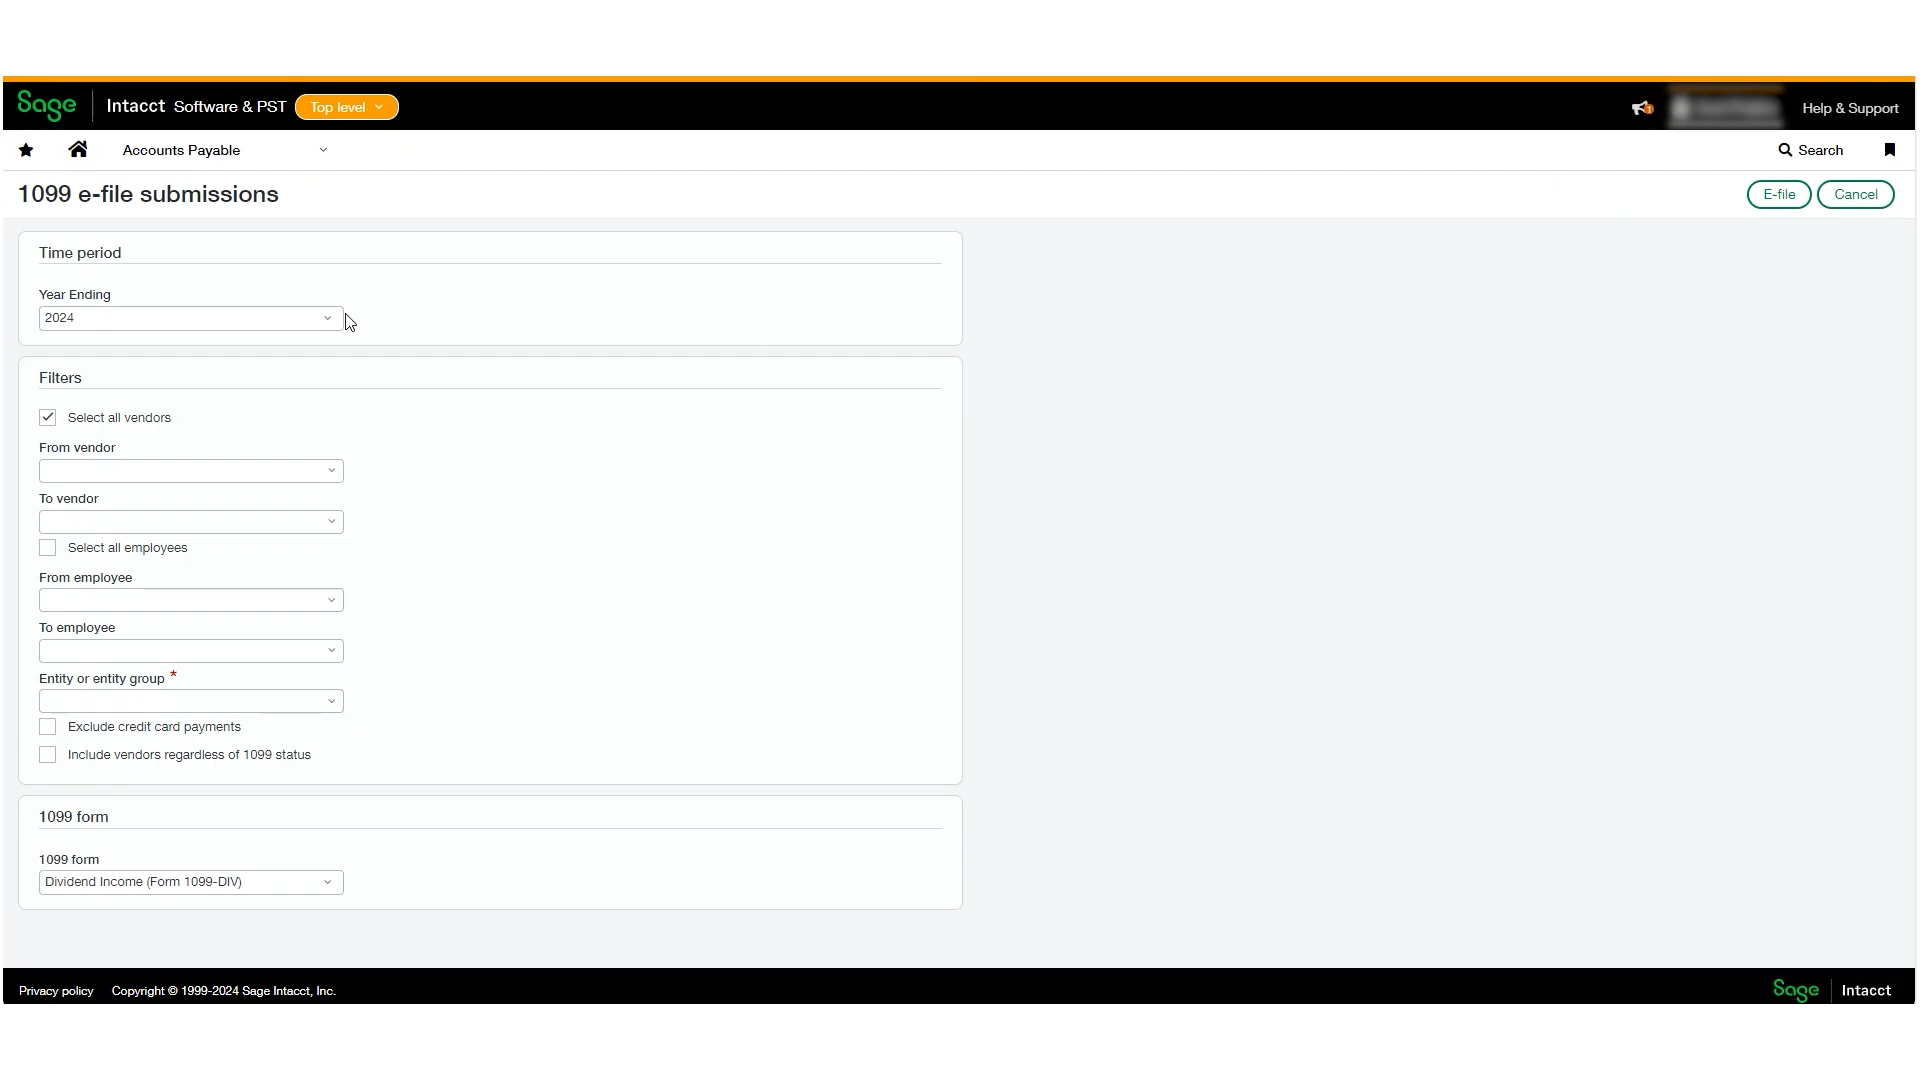 Sage Intacct Software & PST Top level 1 Help & Support
Accounts Payable Search
1099 e-file submissions E-file Cancel
Time period
Year Ending
2024
Filters
Select all vendors
From vendor
To vendor
Select all employees
From employee
To employee
Entity or entity group *
Exclude credit card payments
Include vendors regardless of 1099 status
1099 form
1099 form
Dividend Income (Form 1099-DIV)
Privacy policy Copyright © 1999-2024 Sage Intacct, Inc. Sage Intacct